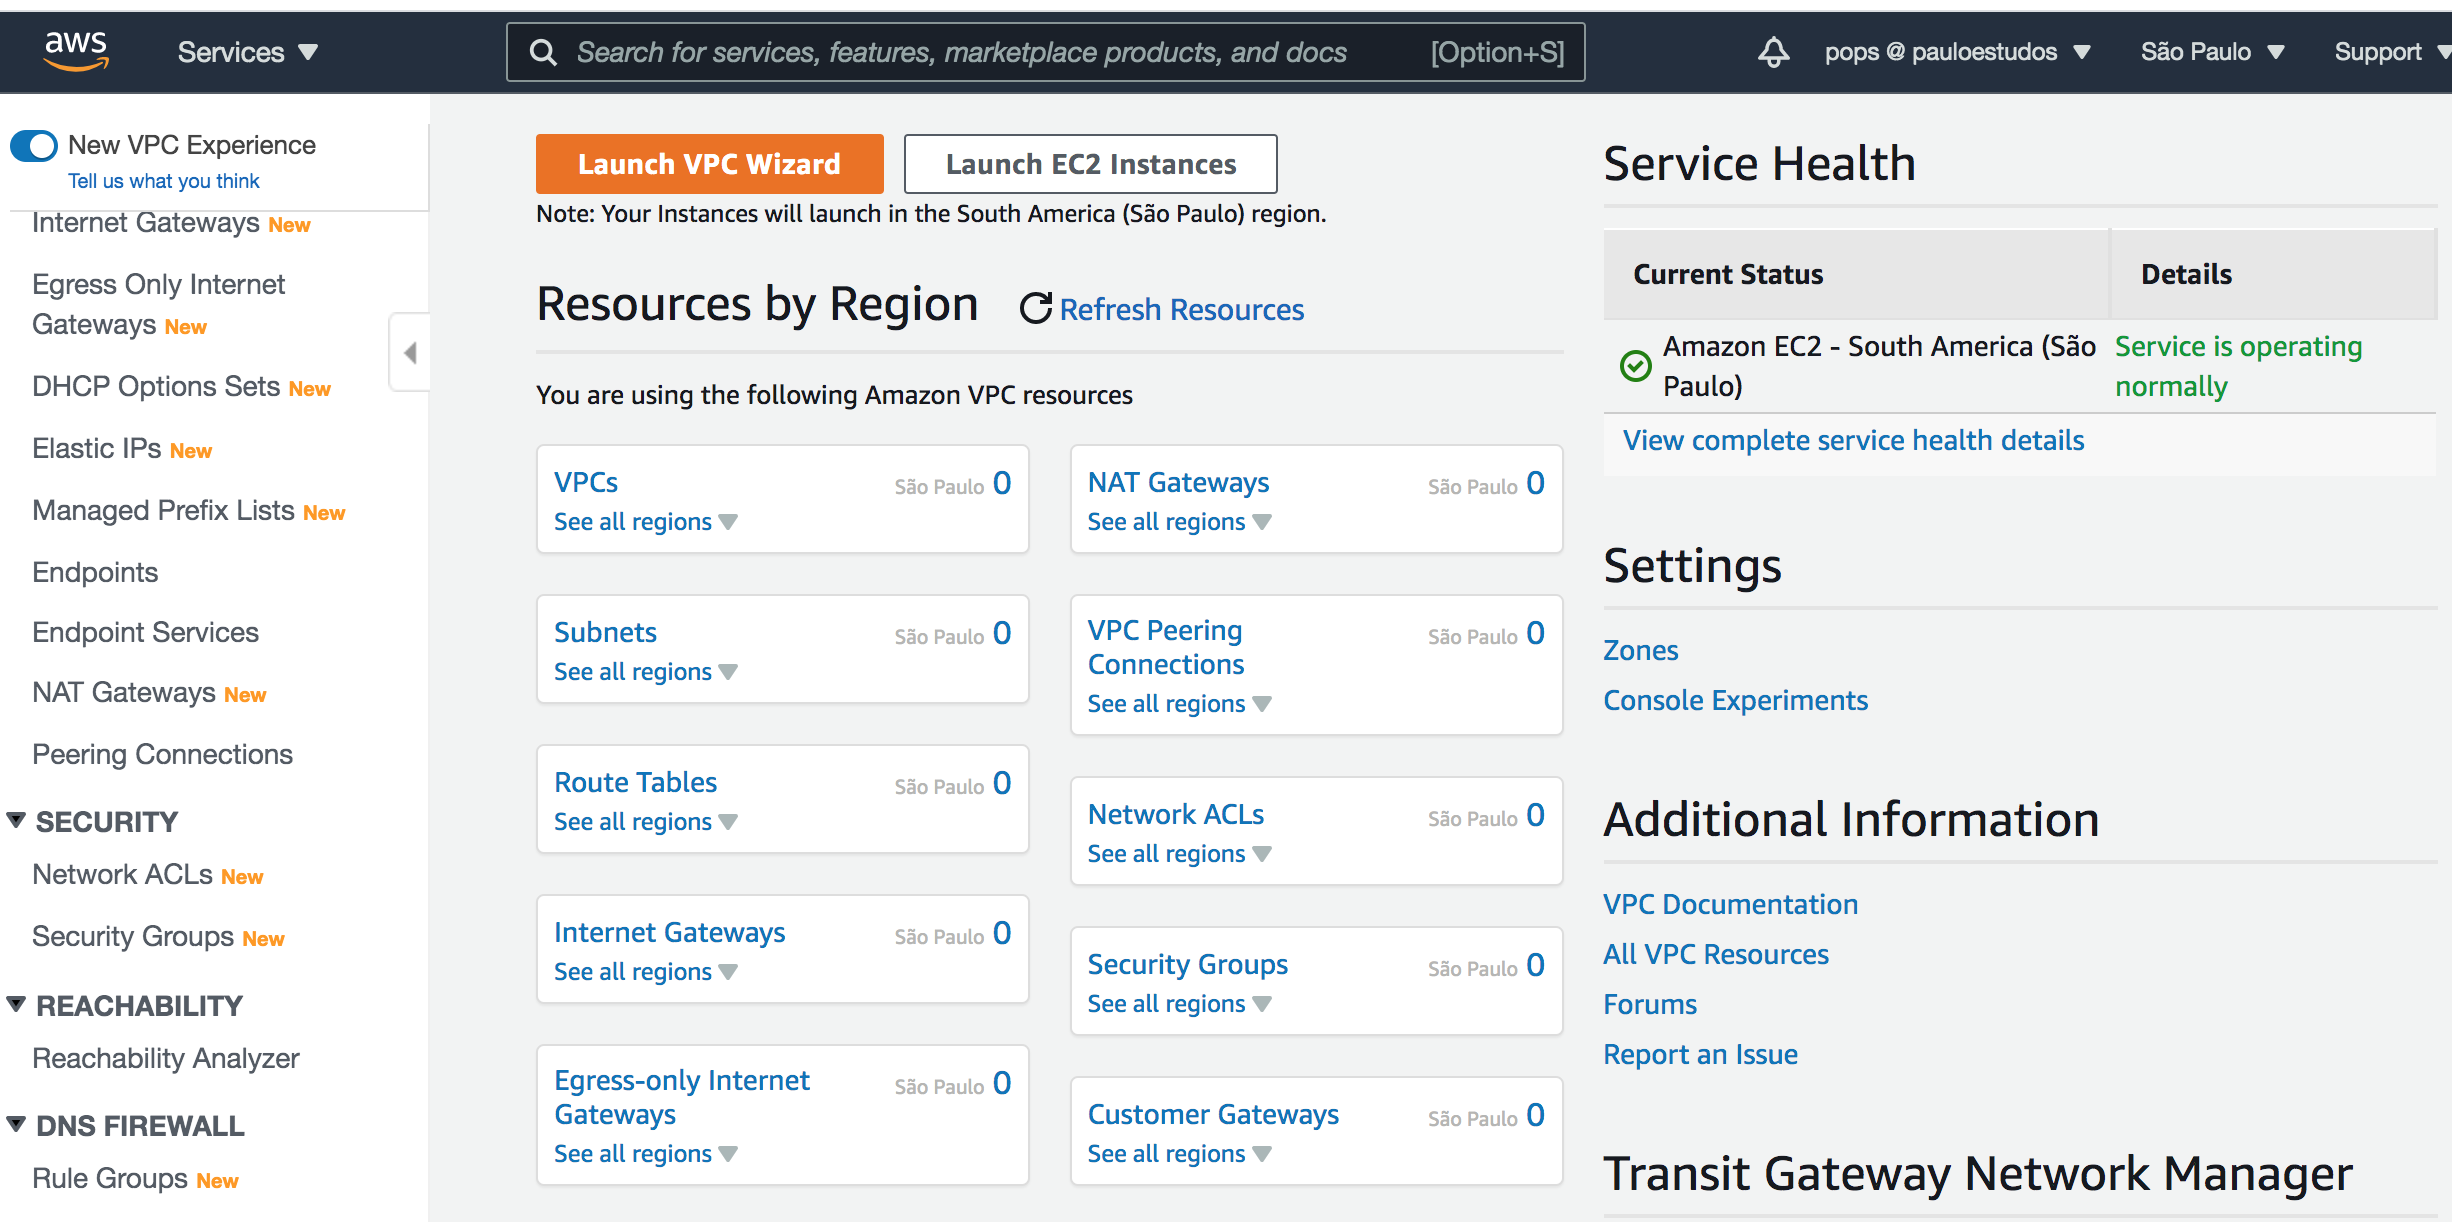 aws
Services
Search for services, features, marketplace products, and docs
[Option+S]
pops @ pauloestudos
São Paulo
Support
New VPC Experience
Tell us what you think
Internet Gateways New
Egress Only Internet
Gateways New
DHCP Options Sets New
Elastic IPs New
Managed Prefix Lists New
Endpoints
Endpoint Services
NAT Gateways New
Peering Connections
SECURITY
Network ACLs New
Security Groups New
REACHABILITY
Reachability Analyzer
DNS FIREWALL
Rule Groups New
Launch VPC Wizard
Launch EC2 Instances
Note: Your Instances will launch in the South America (São Paulo) region.
Resources by Region
Refresh Resources
You are using the following Amazon VPC resources
VPCs São Paulo 0
See all regions
Subnets São Paulo 0
See all regions
Route Tables São Paulo 0
See all regions
Internet Gateways São Paulo 0
See all regions
Egress-only Internet São Paulo 0
Gateways
See all regions
NAT Gateways São Paulo 0
See all regions
VPC Peering São Paulo 0
Connections
See all regions
Network ACLs São Paulo 0
See all regions
Security Groups São Paulo 0
See all regions
Customer Gateways São Paulo 0
See all regions
Service Health
Current Status
Details
Amazon EC2 - South America (São
Paulo)
Service is operating
normally
View complete service health details
Settings
Zones
Console Experiments
Additional Information
VPC Documentation
All VPC Resources
Forums
Report an Issue
Transit Gateway Network Manager